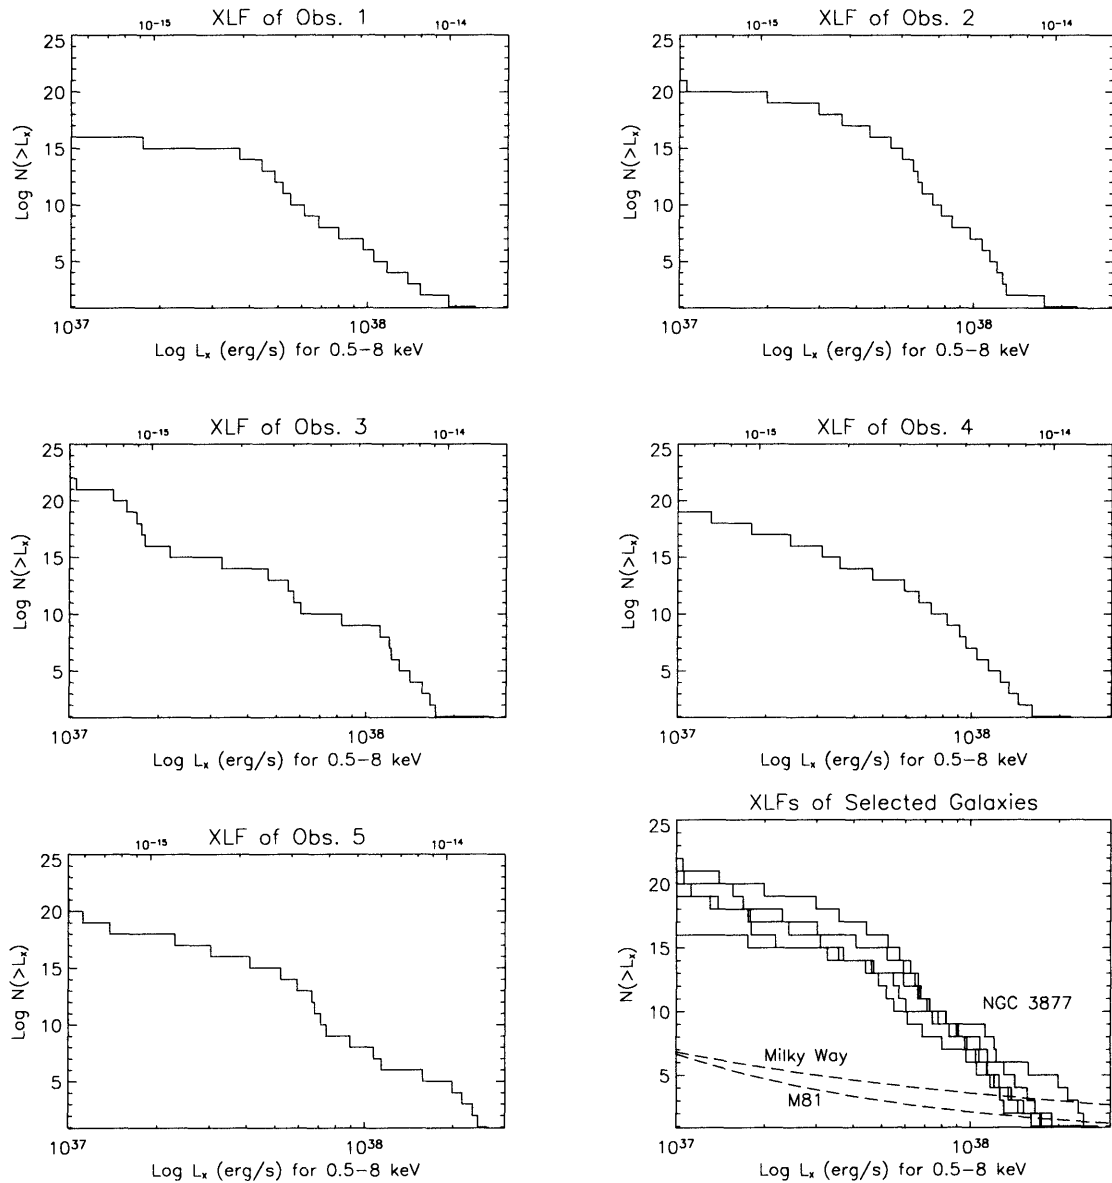 XLF of Obs. 1
10⁻¹⁵ 10⁻¹⁴
25
20
15
10
5
Log N(>Lₓ)
10³⁷ 10³⁸
Log Lₓ (erg/s) for 0.5–8 keV
XLF of Obs. 2
10⁻¹⁵ 10⁻¹⁴
25
20
15
10
5
Log N(>Lₓ)
10³⁷ 10³⁸
Log Lₓ (erg/s) for 0.5–8 keV
XLF of Obs. 3
10⁻¹⁵ 10⁻¹⁴
25
20
15
10
5
Log N(>Lₓ)
10³⁷ 10³⁸
Log Lₓ (erg/s) for 0.5–8 keV
XLF of Obs. 4
10⁻¹⁵ 10⁻¹⁴
25
20
15
10
5
Log N(>Lₓ)
10³⁷ 10³⁸
Log Lₓ (erg/s) for 0.5–8 keV
XLF of Obs. 5
10⁻¹⁵ 10⁻¹⁴
25
20
15
10
5
Log N(>Lₓ)
10³⁷ 10³⁸
Log Lₓ (erg/s) for 0.5–8 keV
XLFs of Selected Galaxies
25
20
15
10
5
N(>Lₓ)
NGC 3877
Milky Way
M81
10³⁷ 10³⁸
Log Lₓ (erg/s) for 0.5–8 keV